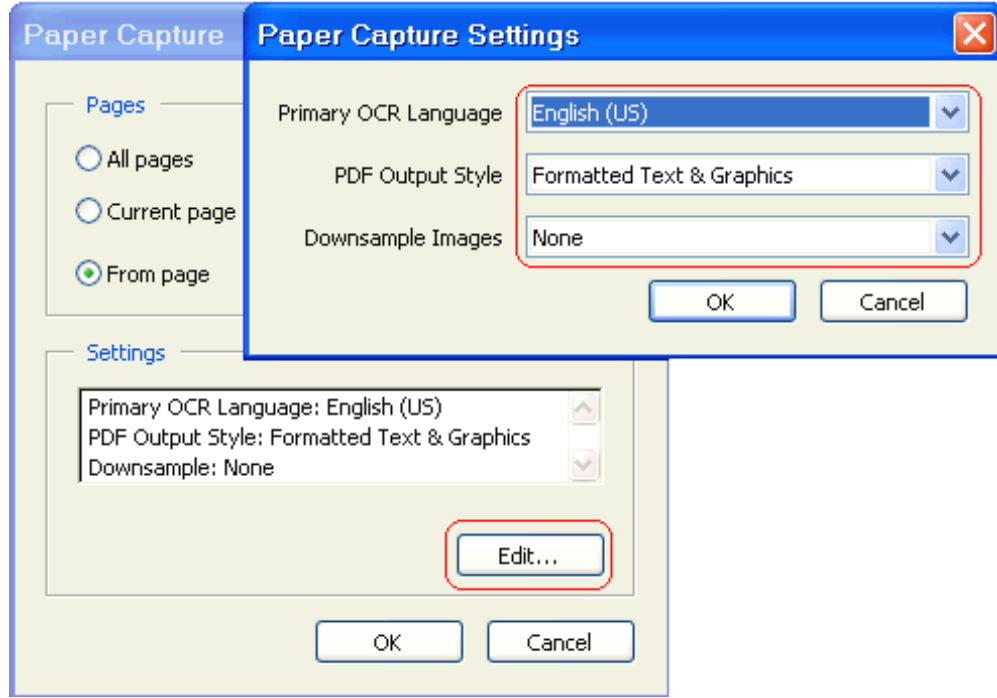 Paper Capture
Pages
All pages
Current page
From page
Settings
Primary OCR Language: English (US)
PDF Output Style: Formatted Text & Graphics
Downsample: None
Edit...
OK Cancel
Paper Capture Settings
Primary OCR Language English (US)
PDF Output Style Formatted Text & Graphics
Downsample Images None
OK Cancel